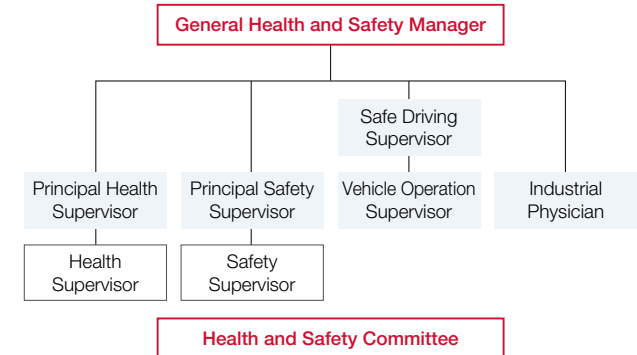 General Health and Safety Manager
Safe Driving
Supervisor
Principal Health
Supervisor
Principal Safety
Supervisor
Vehicle Operation
Supervisor
Industrial
Physician
Health
Supervisor
Safety
Supervisor
Health and Safety Committee